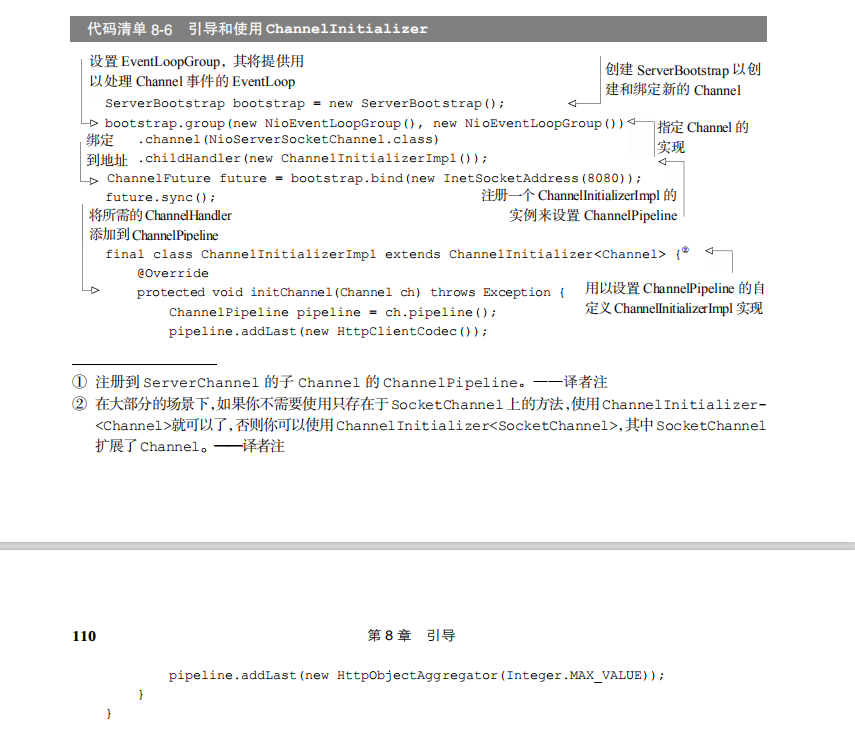 代码清单 8-6 引导和使用 ChannelInitializer
设置 EventLoopGroup，其将提供用
以处理 Channel 事件的 EventLoop
创建 ServerBootstrap 以创
建和绑定新的 Channel
ServerBootstrap bootstrap = new ServerBootstrap();
bootstrap.group(new NioEventLoopGroup(), new NioEventLoopGroup())
指定 Channel 的
实现
绑定
到地址
.channel(NioServerSocketChannel.class)
.childHandler(new ChannelInitializerImpl());
ChannelFuture future = bootstrap.bind(new InetSocketAddress(8080));
future.sync();
注册一个 ChannelInitializerImpl 的
实例来设置 ChannelPipeline
将所需的 ChannelHandler
添加到 ChannelPipeline
final class ChannelInitializerImpl extends ChannelInitializer<Channel> {②
@Override
protected void initChannel(Channel ch) throws Exception {
用以设置 ChannelPipeline 的自
定义 ChannelInitializerImpl 实现
ChannelPipeline pipeline = ch.pipeline();
pipeline.addLast(new HttpClientCodec());
① 注册到 ServerChannel 的子 Channel 的 ChannelPipeline。——译者注
② 在大部分的场景下，如果你不需要使用只存在于 SocketChannel 上的方法，使用 ChannelInitializer-
<Channel>就可以了，否则你可以使用 ChannelInitializer<SocketChannel>，其中 SocketChannel
扩展了 Channel。——译者注
110 第 8 章 引导
pipeline.addLast(new HttpObjectAggregator(Integer.MAX_VALUE));
}
}